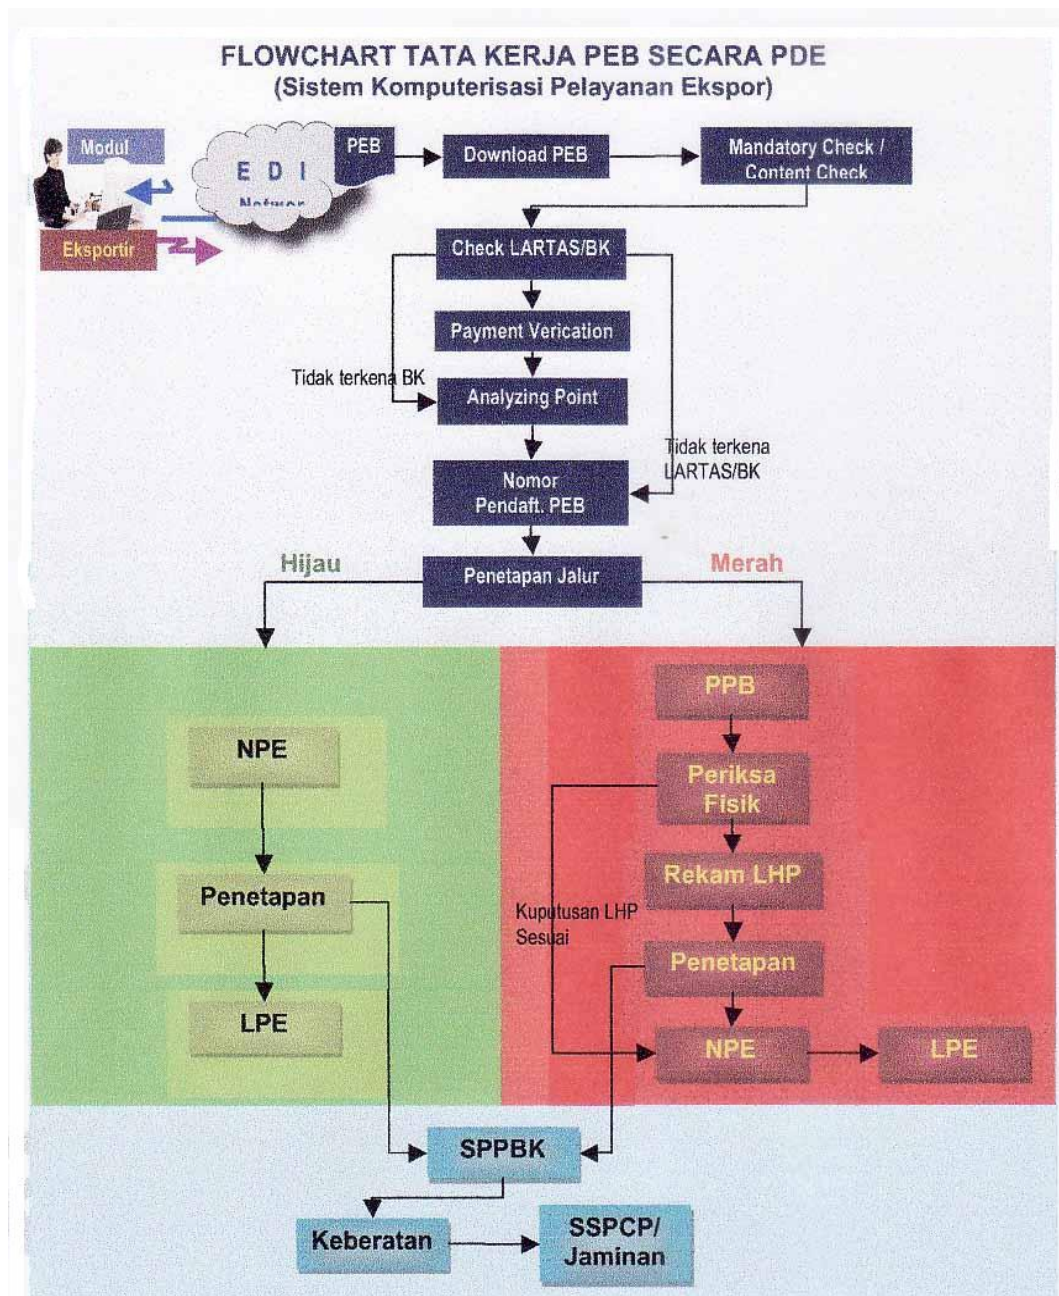 FLOWCHART TATA KERJA PEB SECARA PDE
(Sistem Komputerisasi Pelayanan Ekspor)
Modul
E D I
Networ
PEB
Download PEB
Mandatory Check /
Content Check
Eksportir
Check LARTAS/BK
Payment Verication
Tidak terkena BK
Analyzing Point
Tidak terkena
LARTAS/BK
Nomor
Pendaft. PEB
Hijau
Penetapan Jalur
Merah
PPB
NPE
Periksa
Fisik
Rekam LHP
Penetapan
Kuputusan LHP
Sesuai
Penetapan
LPE
NPE
LPE
SPPBK
Keberatan
SSPCP/
Jaminan